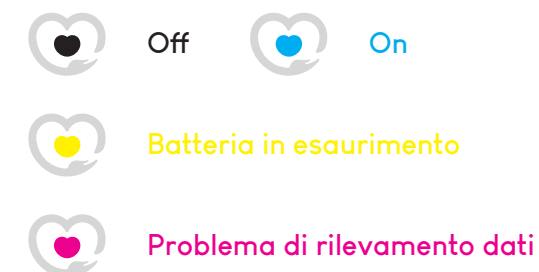 Off On
Batteria in esaurimento
Problema di rilevamento dati